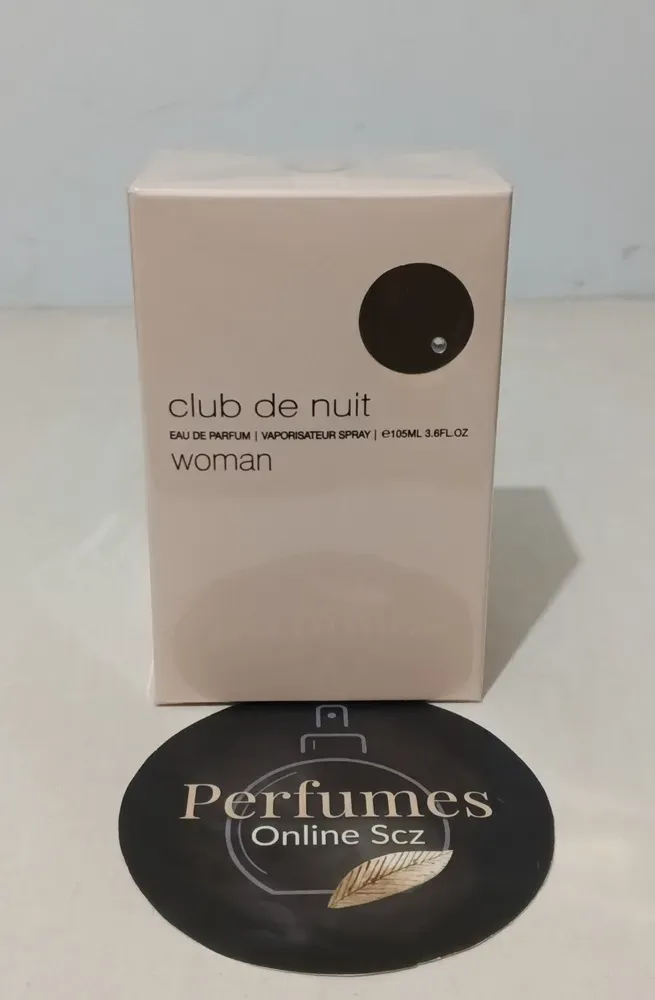 club de nuit
EAU DE PARFUM | VAPORISATEUR SPRAY | ℮105ML 3.6FL.OZ
woman
Perfumes
Online Scz